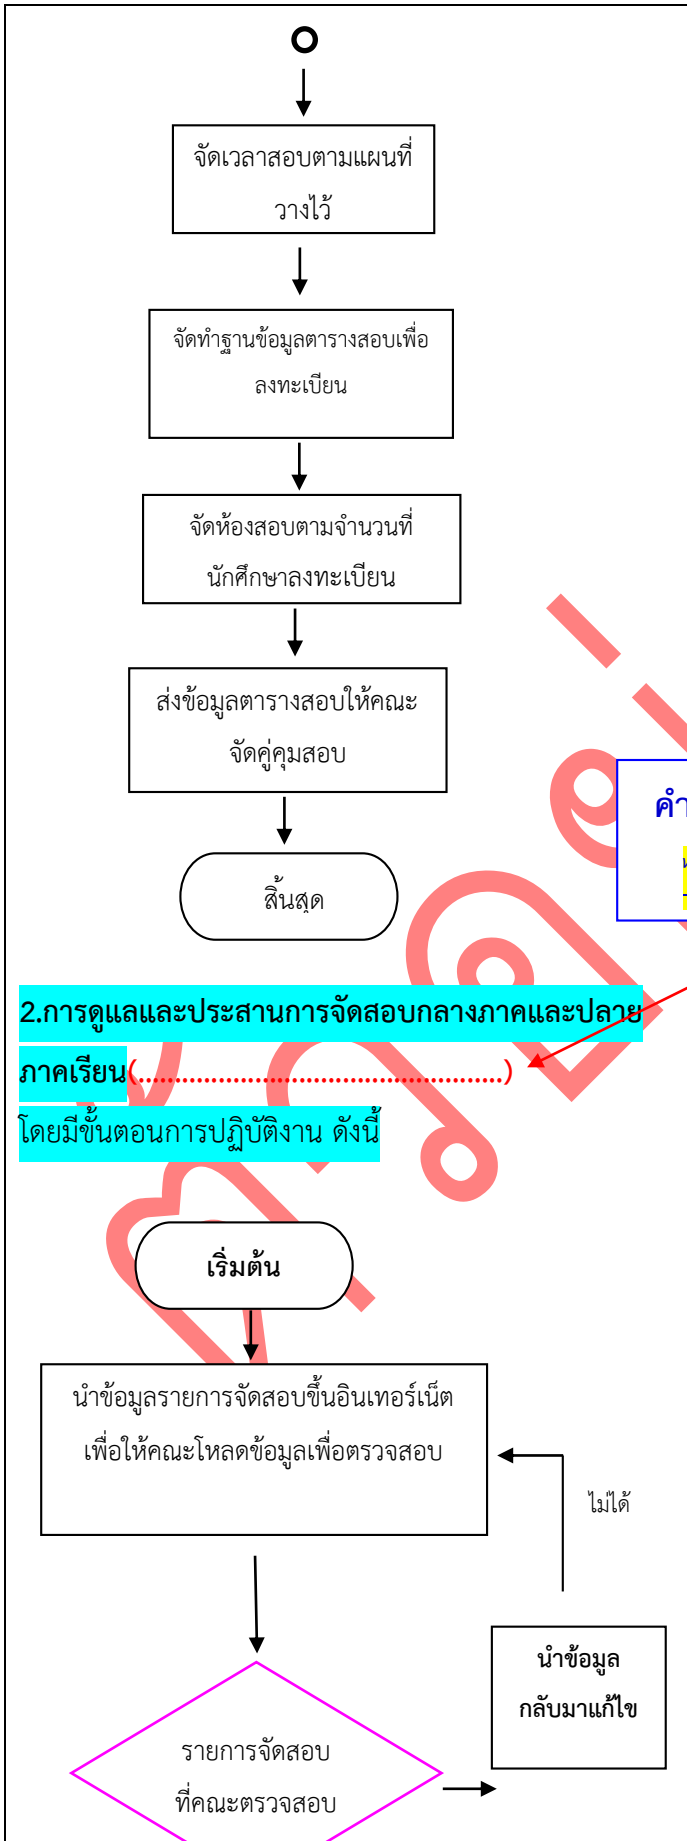 จัดเวลาสอบตามแผนที่
วางไว้
จัดทำฐานข้อมูลตารางสอบเพื่อ
ลงทะเบียน
จัดห้องสอบตามจำนวนที่
นักศึกษาลงทะเบียน
ส่งข้อมูลตารางสอบให้คณะ
จัดคู่คุมสอบ
คำ
สิ้นสุด
2.การดูแลและประสานการจัดสอบกลางภาคและปลาย
ภาคเรียน(.................................................)
โดยมีขั้นตอนการปฏิบัติงาน ดังนี้
เริ่มต้น
นำข้อมูลรายการจัดสอบขึ้นอินเทอร์เน็ต
เพื่อให้คณะโหลดข้อมูลเพื่อตรวจสอบ
ไม่ได้
นำข้อมูล
กลับมาแก้ไข
รายการจัดสอบ
ที่คณะตรวจสอบ